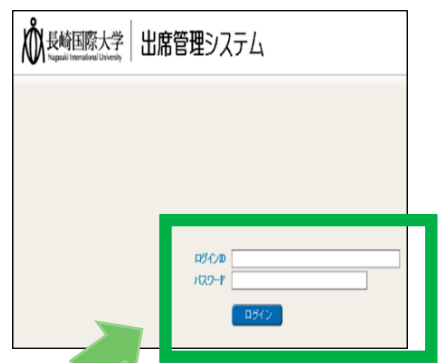 長崎国際大学
Nagasaki International University
出席管理システム
ログインID
パスワード
ログイン